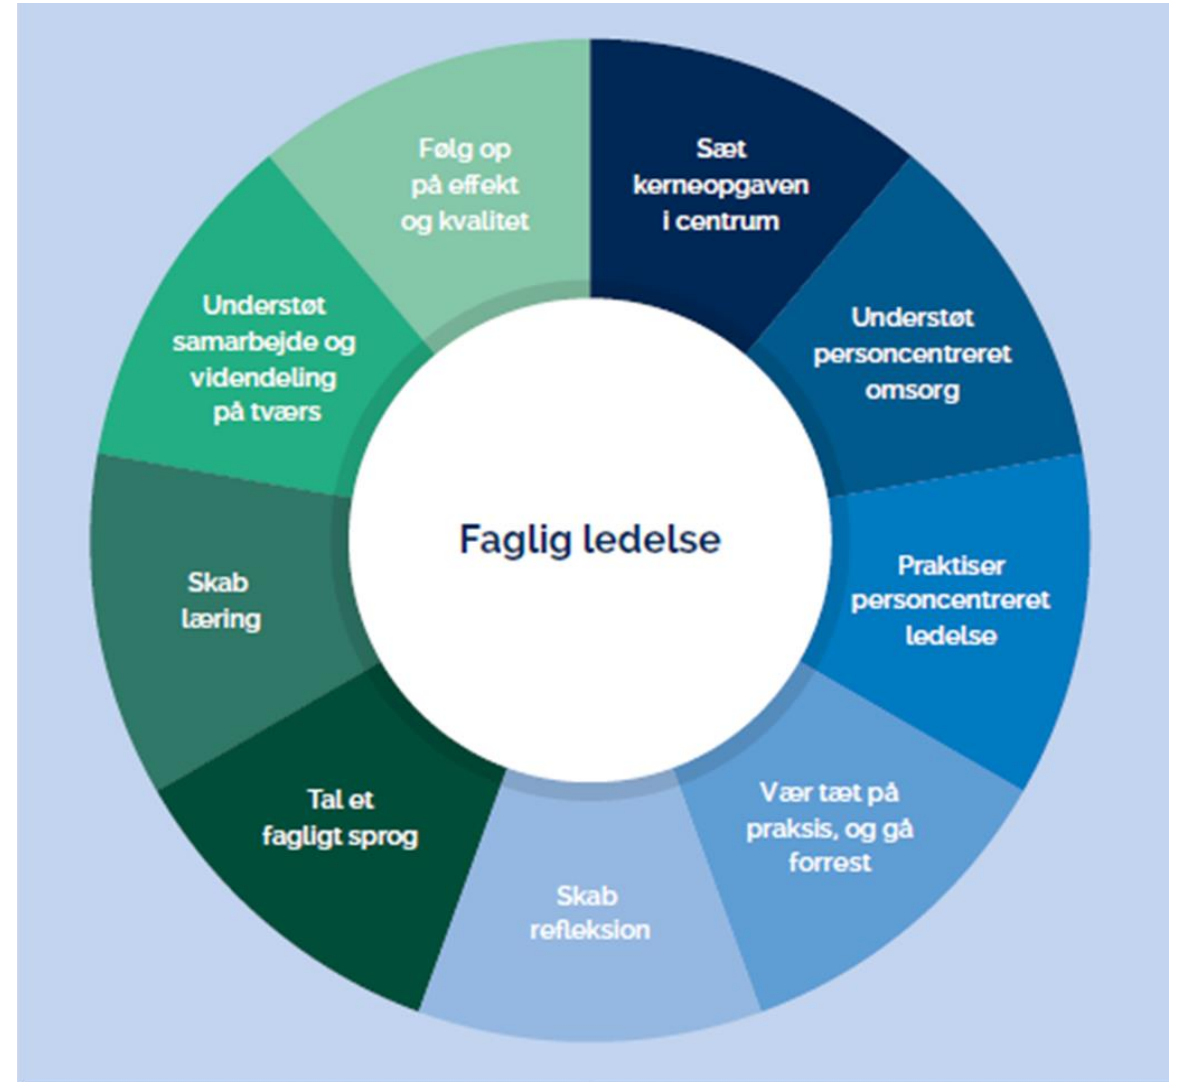 Sæt
kerneopgaven
i centrum
Understøt
personcentreret
omsorg
Praktiser
personcentreret
ledelse
Vær tæt på
praksis, og gå
forrest
Skab
refleksion
Tal et
fagligt sprog
Skab
læring
Understøt
samarbejde og
videndeling
på tværs
Følg op
på effekt
og kvalitet
Faglig ledelse